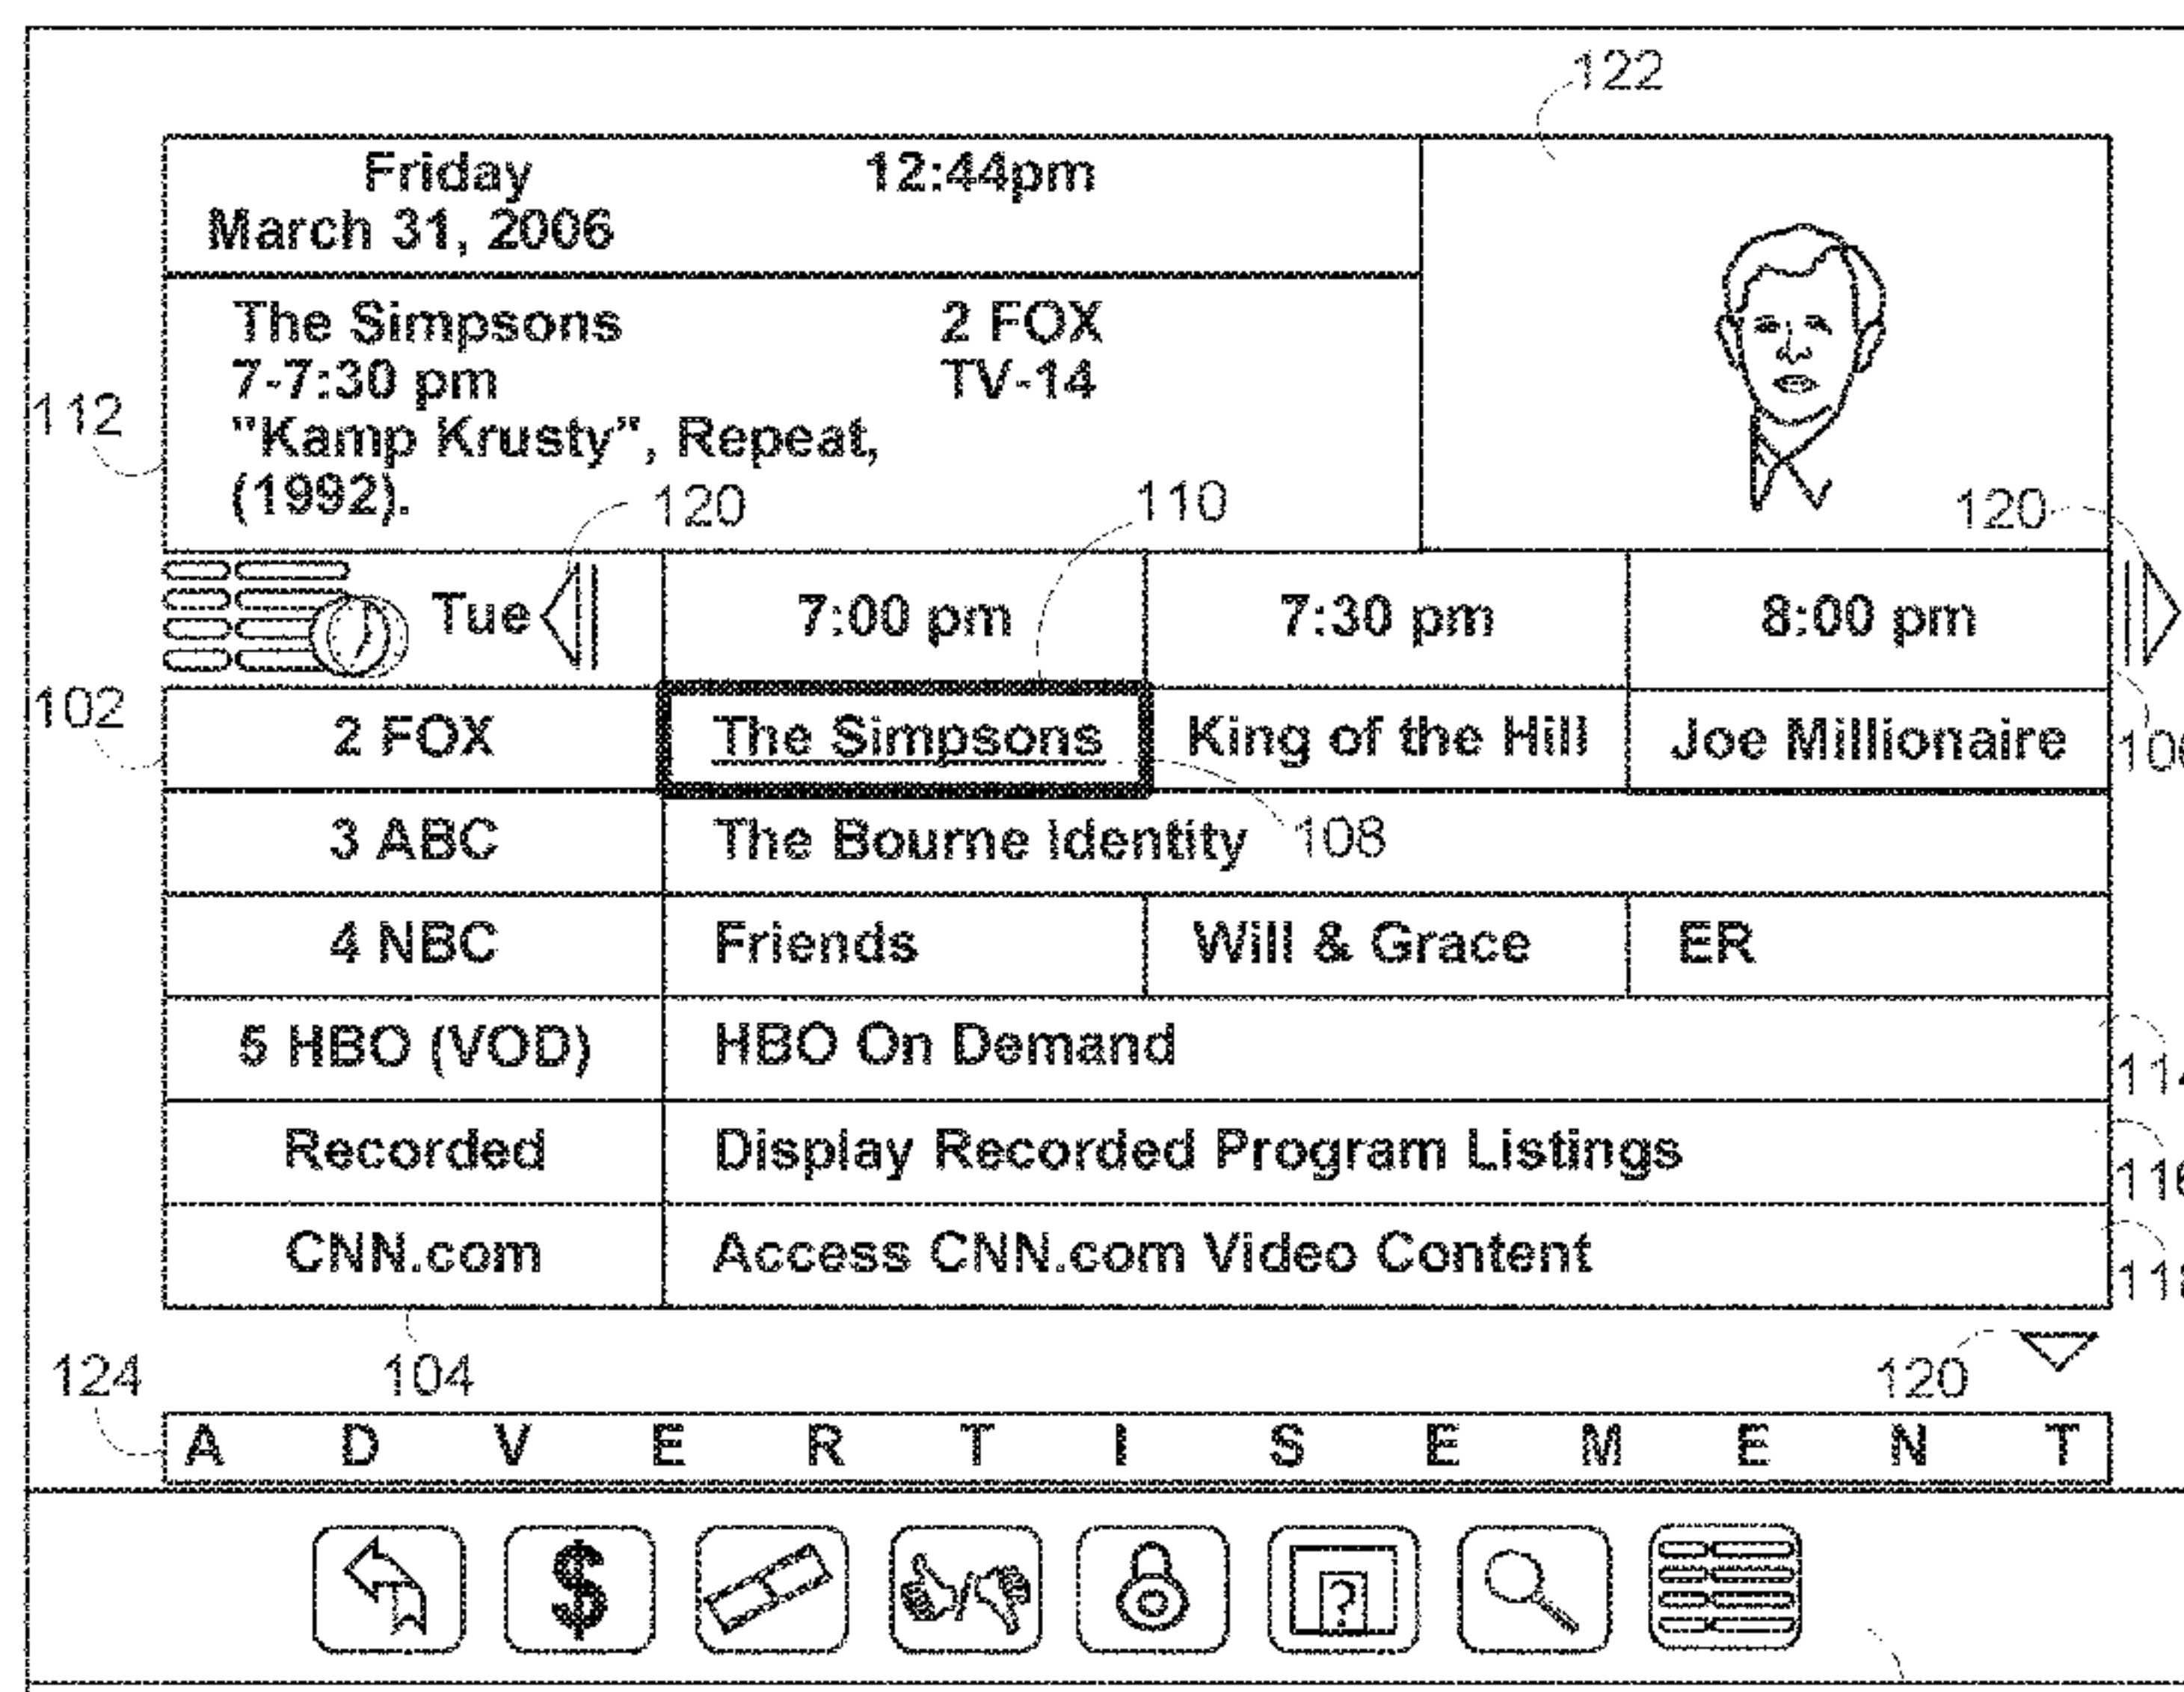 122
Friday 12:44pm
March 31, 2006
The Simpsons 2 FOX
7-7:30 pm TV-14
112
"Kamp Krusty", Repeat,
(1992).
120 110 120
Tue 7:00 pm 7:30 pm 8:00 pm
102
2 FOX The Simpsons King of the Hill Joe Millionaire
3 ABC The Bourne Identity 108
4 NBC Friends Will & Grace ER
5 HBO (VOD) HBO On Demand
Recorded Display Recorded Program Listings
CNN.com Access CNN.com Video Content
124 104 120
A D V E R T I S E M E N T
$
?